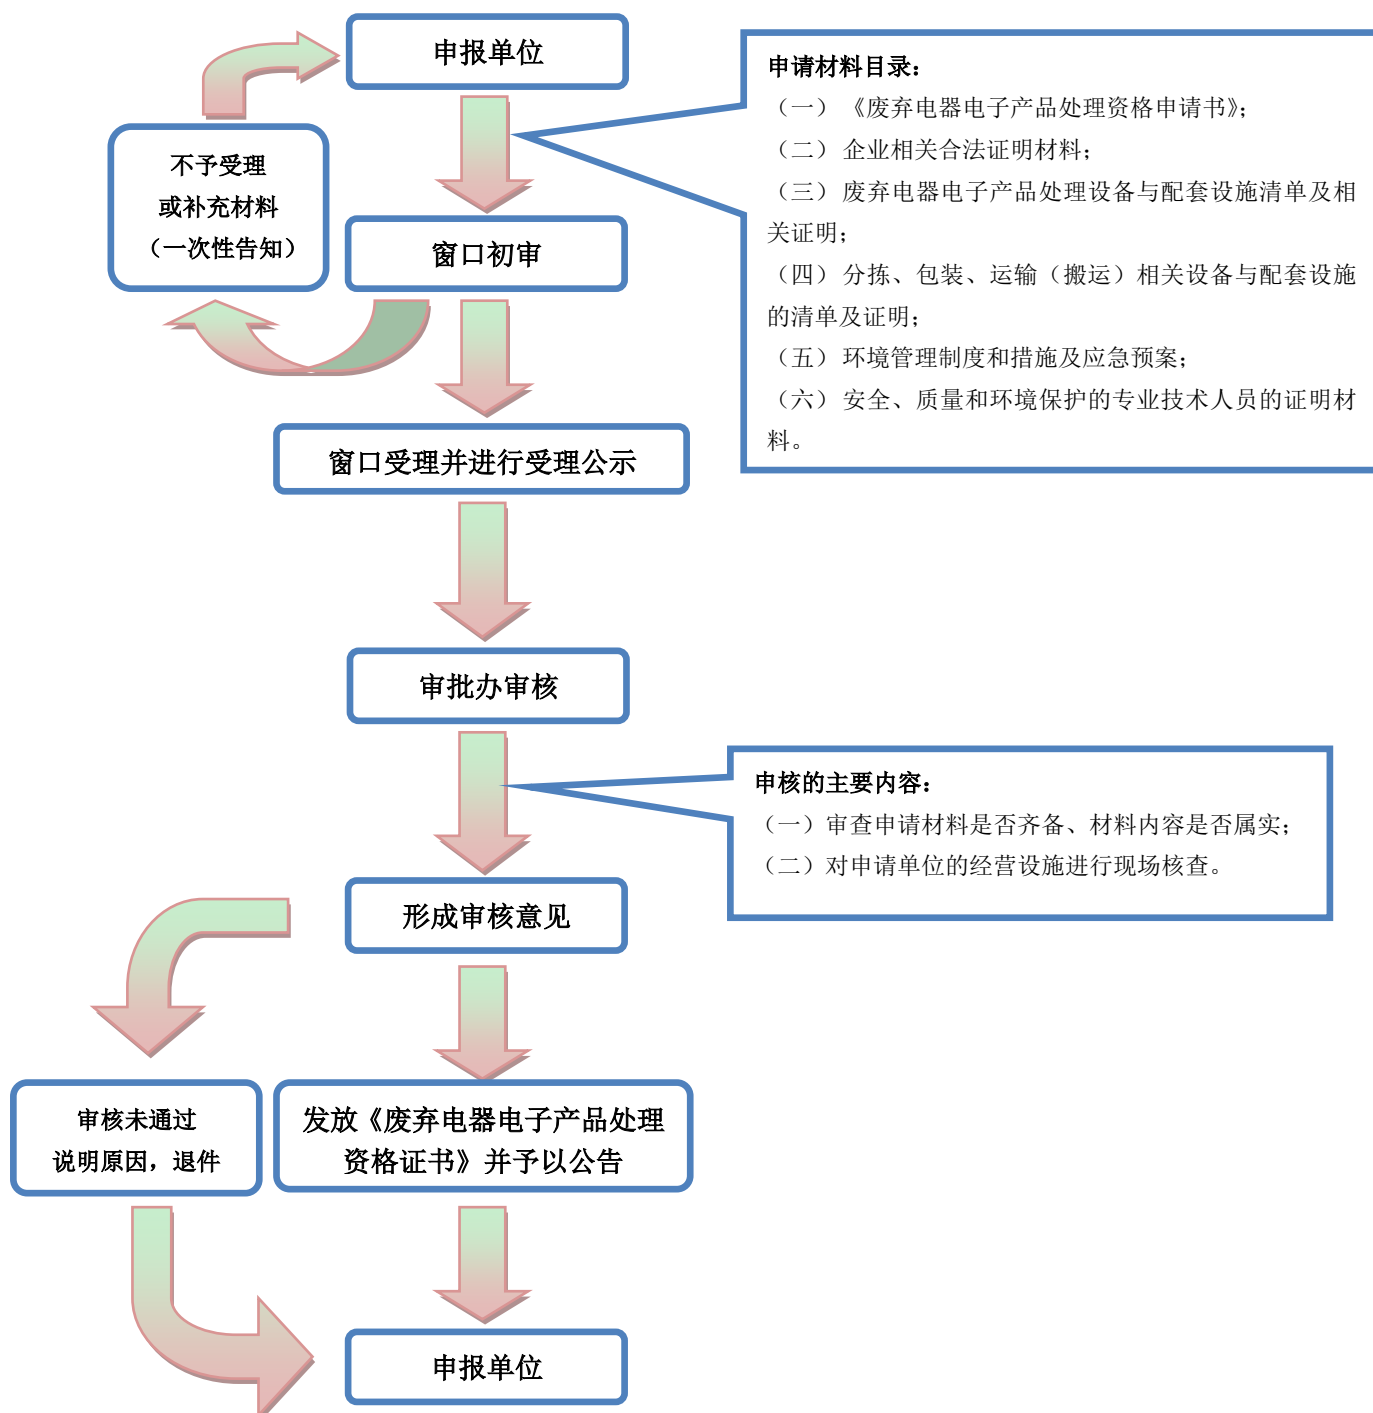 申报单位
申请材料目录：
（一）《废弃电器电子产品处理资格申请书》；
（二）企业相关合法证明材料；
（三）废弃电器电子产品处理设备与配套设施清单及相
关证明；
（四）分拣、包装、运输（搬运）相关设备与配套设施
的清单及证明；
（五）环境管理制度和措施及应急预案；
（六）安全、质量和环境保护的专业技术人员的证明材
料。
不予受理
或补充材料
（一次性告知）
窗口初审
窗口受理并进行受理公示
审批办审核
申核的主要内容：
（一）审查申请材料是否齐备、材料内容是否属实；
（二）对申请单位的经营设施进行现场核查。
形成审核意见
审核未通过
说明原因，退件
发放《废弃电器电子产品处理
资格证书》并予以公告
申报单位